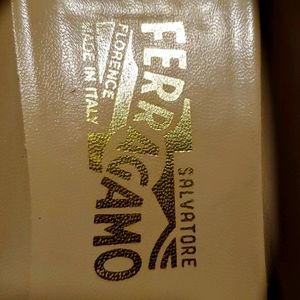 SALVATORE
FERRAGAMO
FLORENCE
MADE IN ITALY